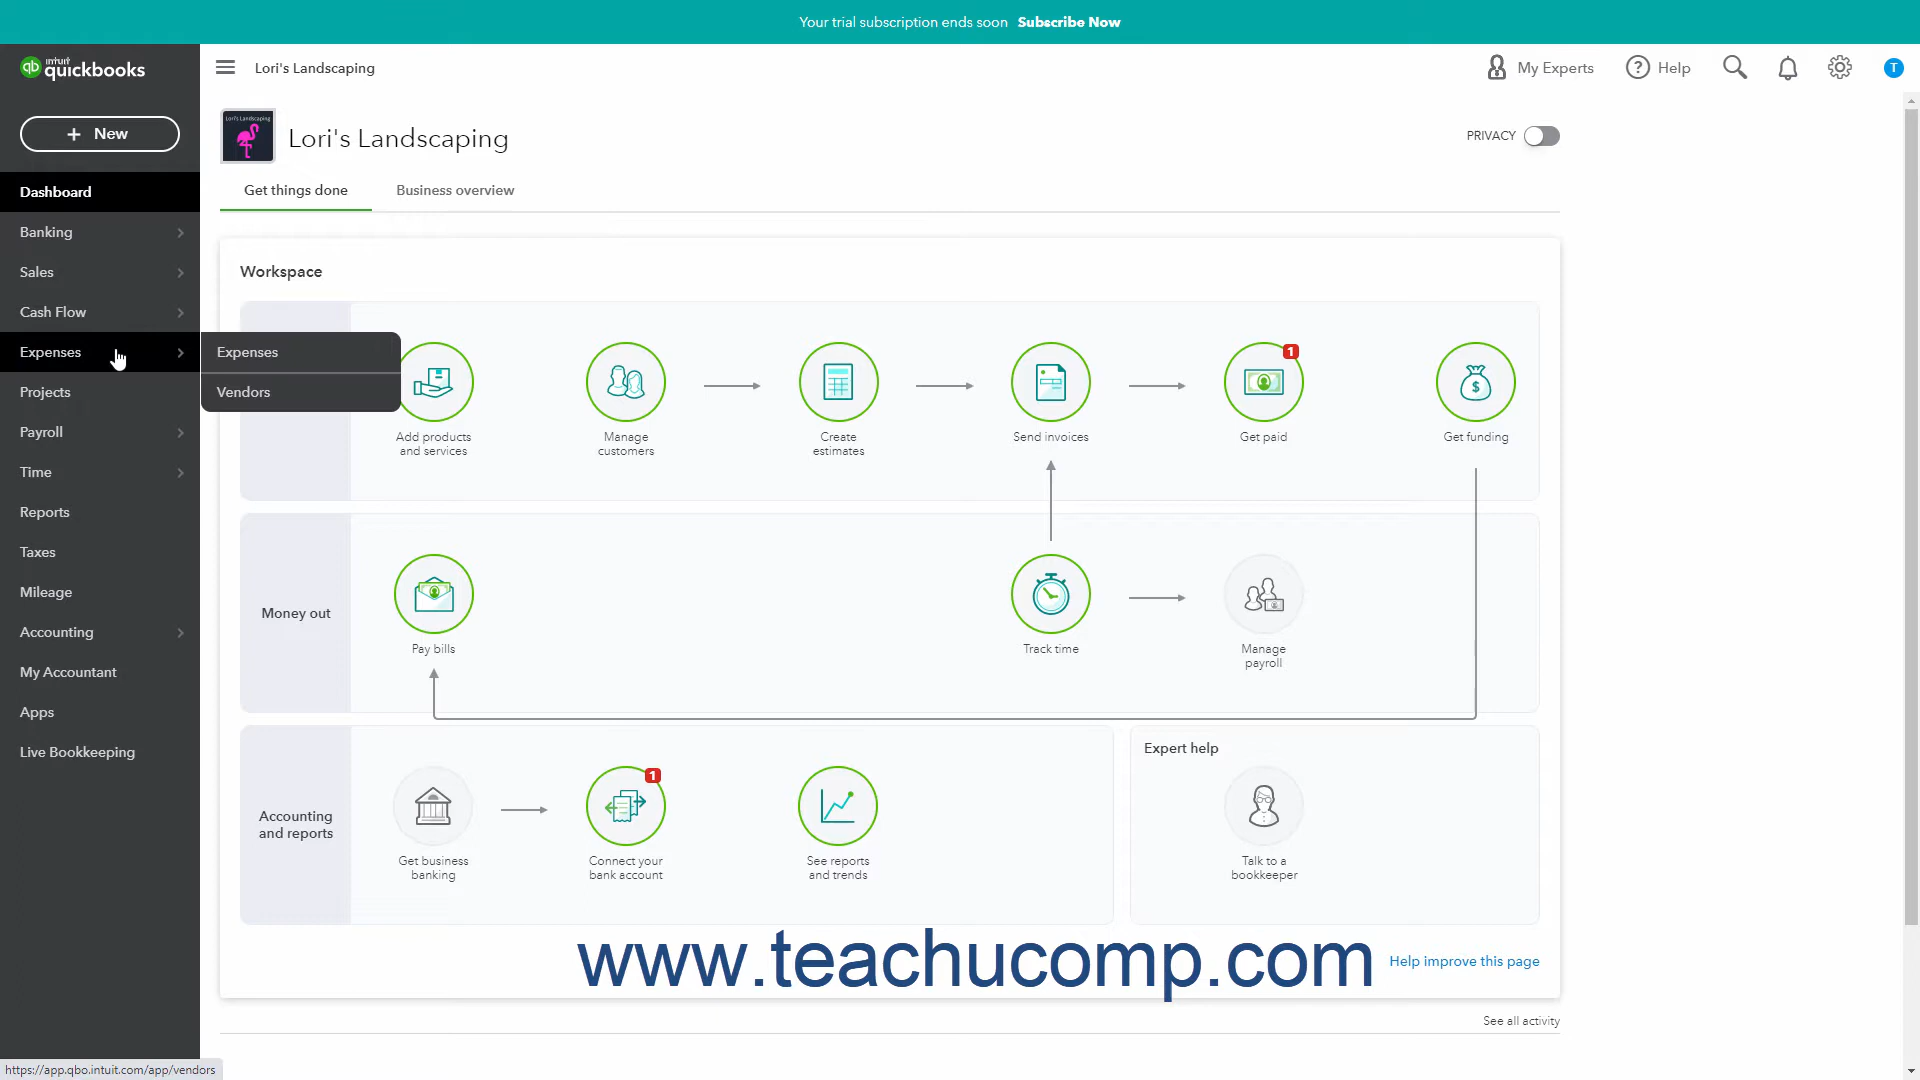 Your trial subscription ends soon Subscribe Now
intuit
qb quickbooks
Lori's Landscaping
My Experts
? Help
T
+ New
Lori's Landscaping
Lori's Landscaping
PRIVACY
Get things done
Business overview
Dashboard
Banking
Sales
Cash Flow
Expenses
Projects
Payroll
Time
Reports
Taxes
Mileage
Accounting
My Accountant
Apps
Live Bookkeeping
Expenses
Vendors
Workspace
Add products
and services
Manage
customers
Create
estimates
Send invoices
1
Get paid
$
Get funding
Money out
Pay bills
Track time
Manage
payroll
Accounting
and reports
Get business
banking
1
Connect your
bank account
See reports
and trends
Expert help
Talk to a
bookkeeper
www.teachucomp.com
Help improve this page
See all activity
https://app.qbo.intuit.com/app/vendors